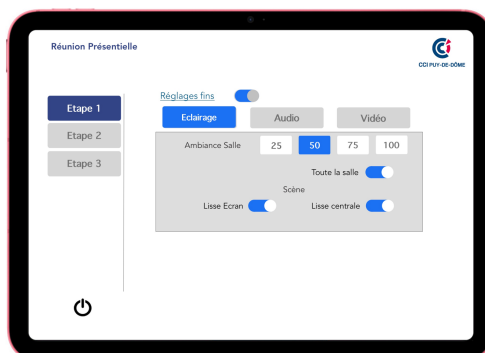 Réunion Présentielle
CCI PUY-DE-DÔME
Etape 1
Etape 2
Etape 3
Réglages fins
Eclairage
Audio
Vidéo
Ambiance Salle
25
50
75
100
Toute la salle
Scène
Lisse Ecran
Lisse centrale